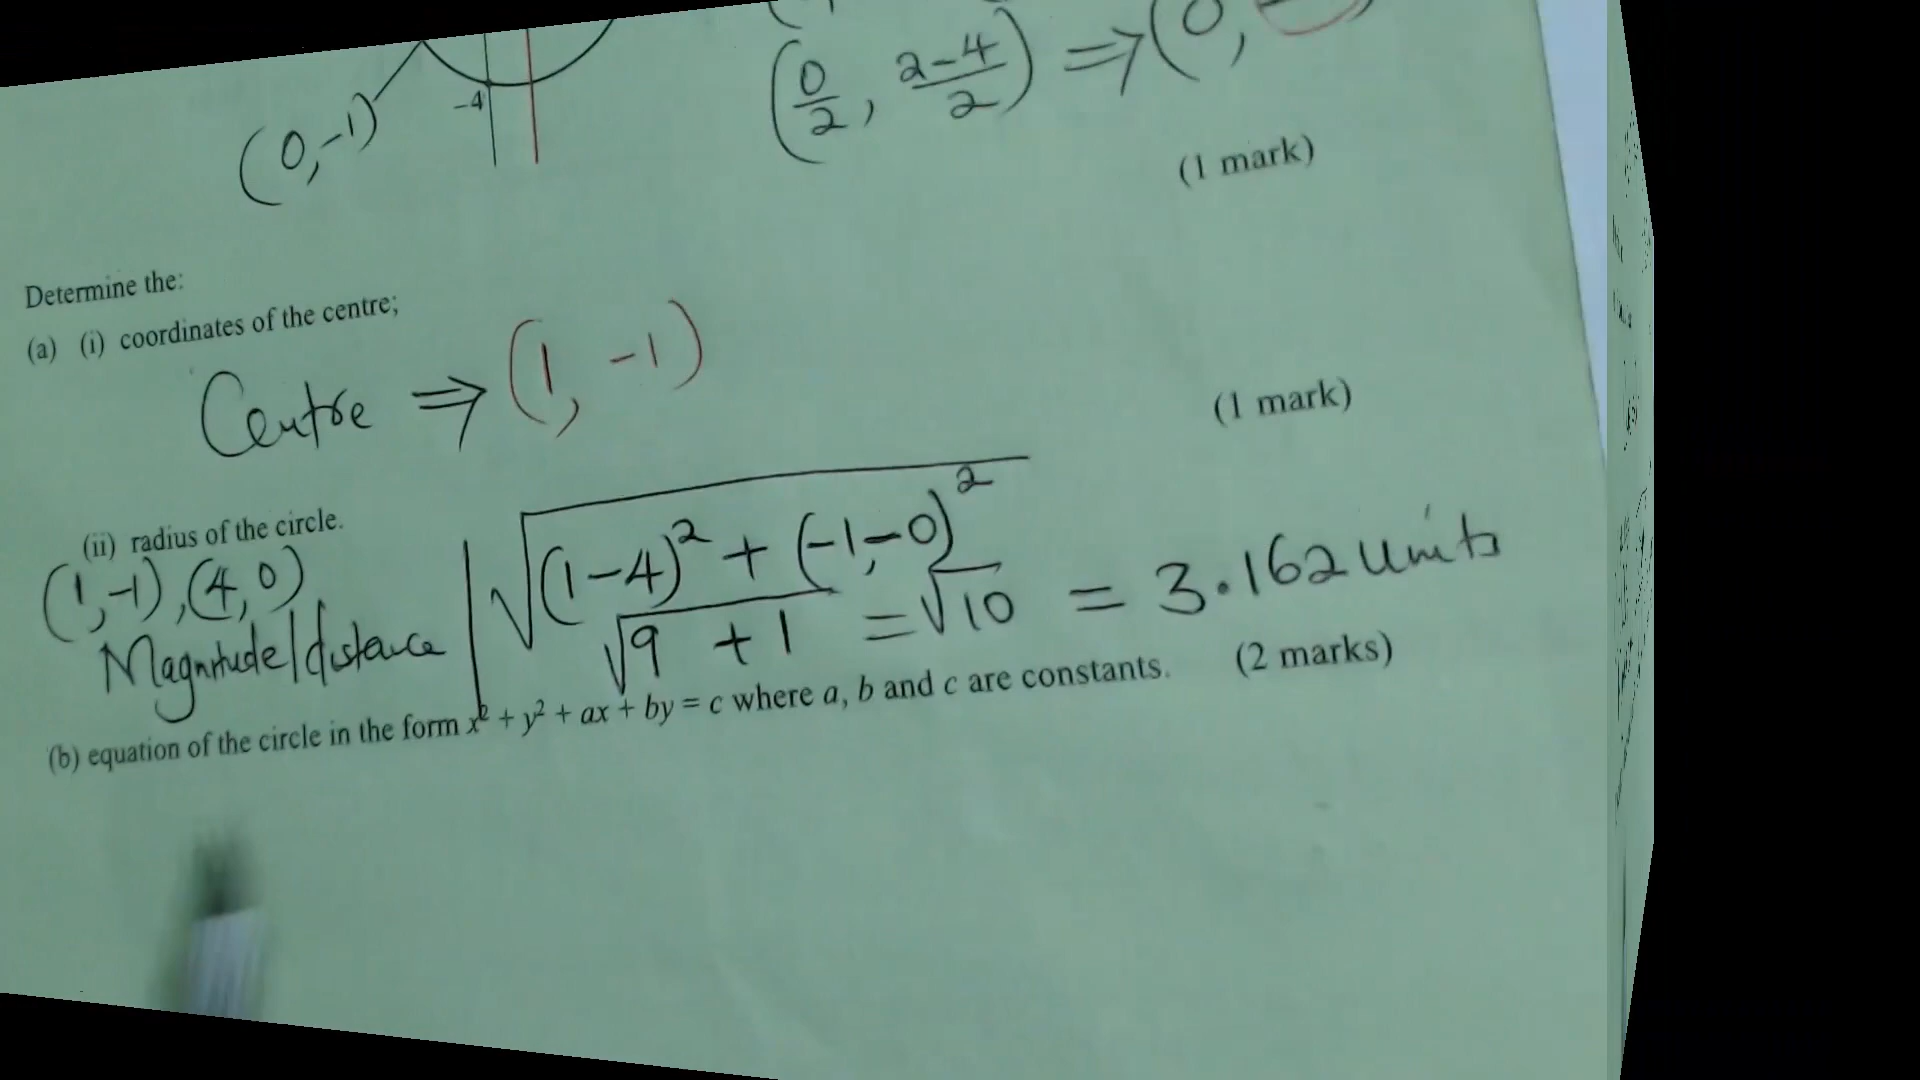 (0/2, 2-4/2) ⇒ (0,
-4
(0,-1)
(1 mark)
Determine the:
(a) (i) coordinates of the centre;
Centre ⇒ (1, -1)
(1 mark)
(ii) radius of the circle.
(1,-1),(4,0)
Magnitude/distance
√(1-4)² + (-1,-0)²
√9 + 1 = √10 = 3.162 units
(2 marks)
(b) equation of the circle in the form x² + y² + ax + by = c where a, b and c are constants.